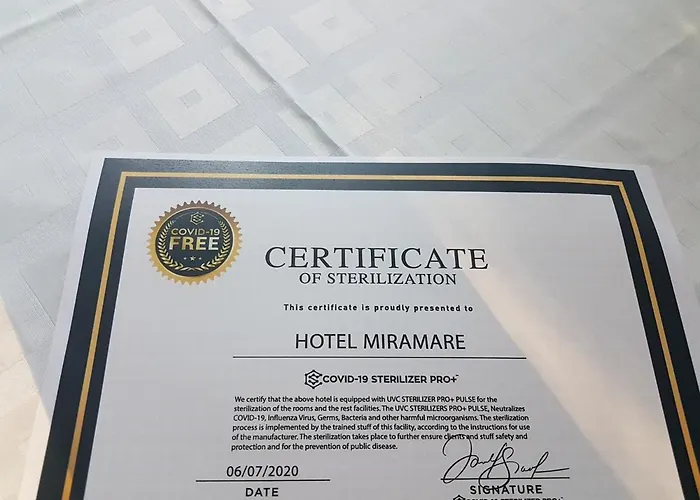 COVID-19
FREE
CERTIFICATE
OF STERILIZATION
This certificate is proudly presented to
HOTEL MIRAMARE
COVID-19 STERILIZER PRO+
We certify that the above hotel is equipped with UVC STERILIZER PRO+ PULSE for the
sterilization of the rooms and the rest facilities. The UVC STERILIZERS PRO+ PULSE, Neutralizes
COVID-19, Influenza Virus, Germs, Bacteria and other harmful microorganisms. The sterilization
process is implemented by the trained stuff of this facility, according to the instructions for use
of the manufacturer. The sterilization takes place to further ensure clients and stuff safety and
protection and for the prevention of public disease.
06/07/2020
DATE
SIGNATURE
COVID-19 STERILIZER PRO+